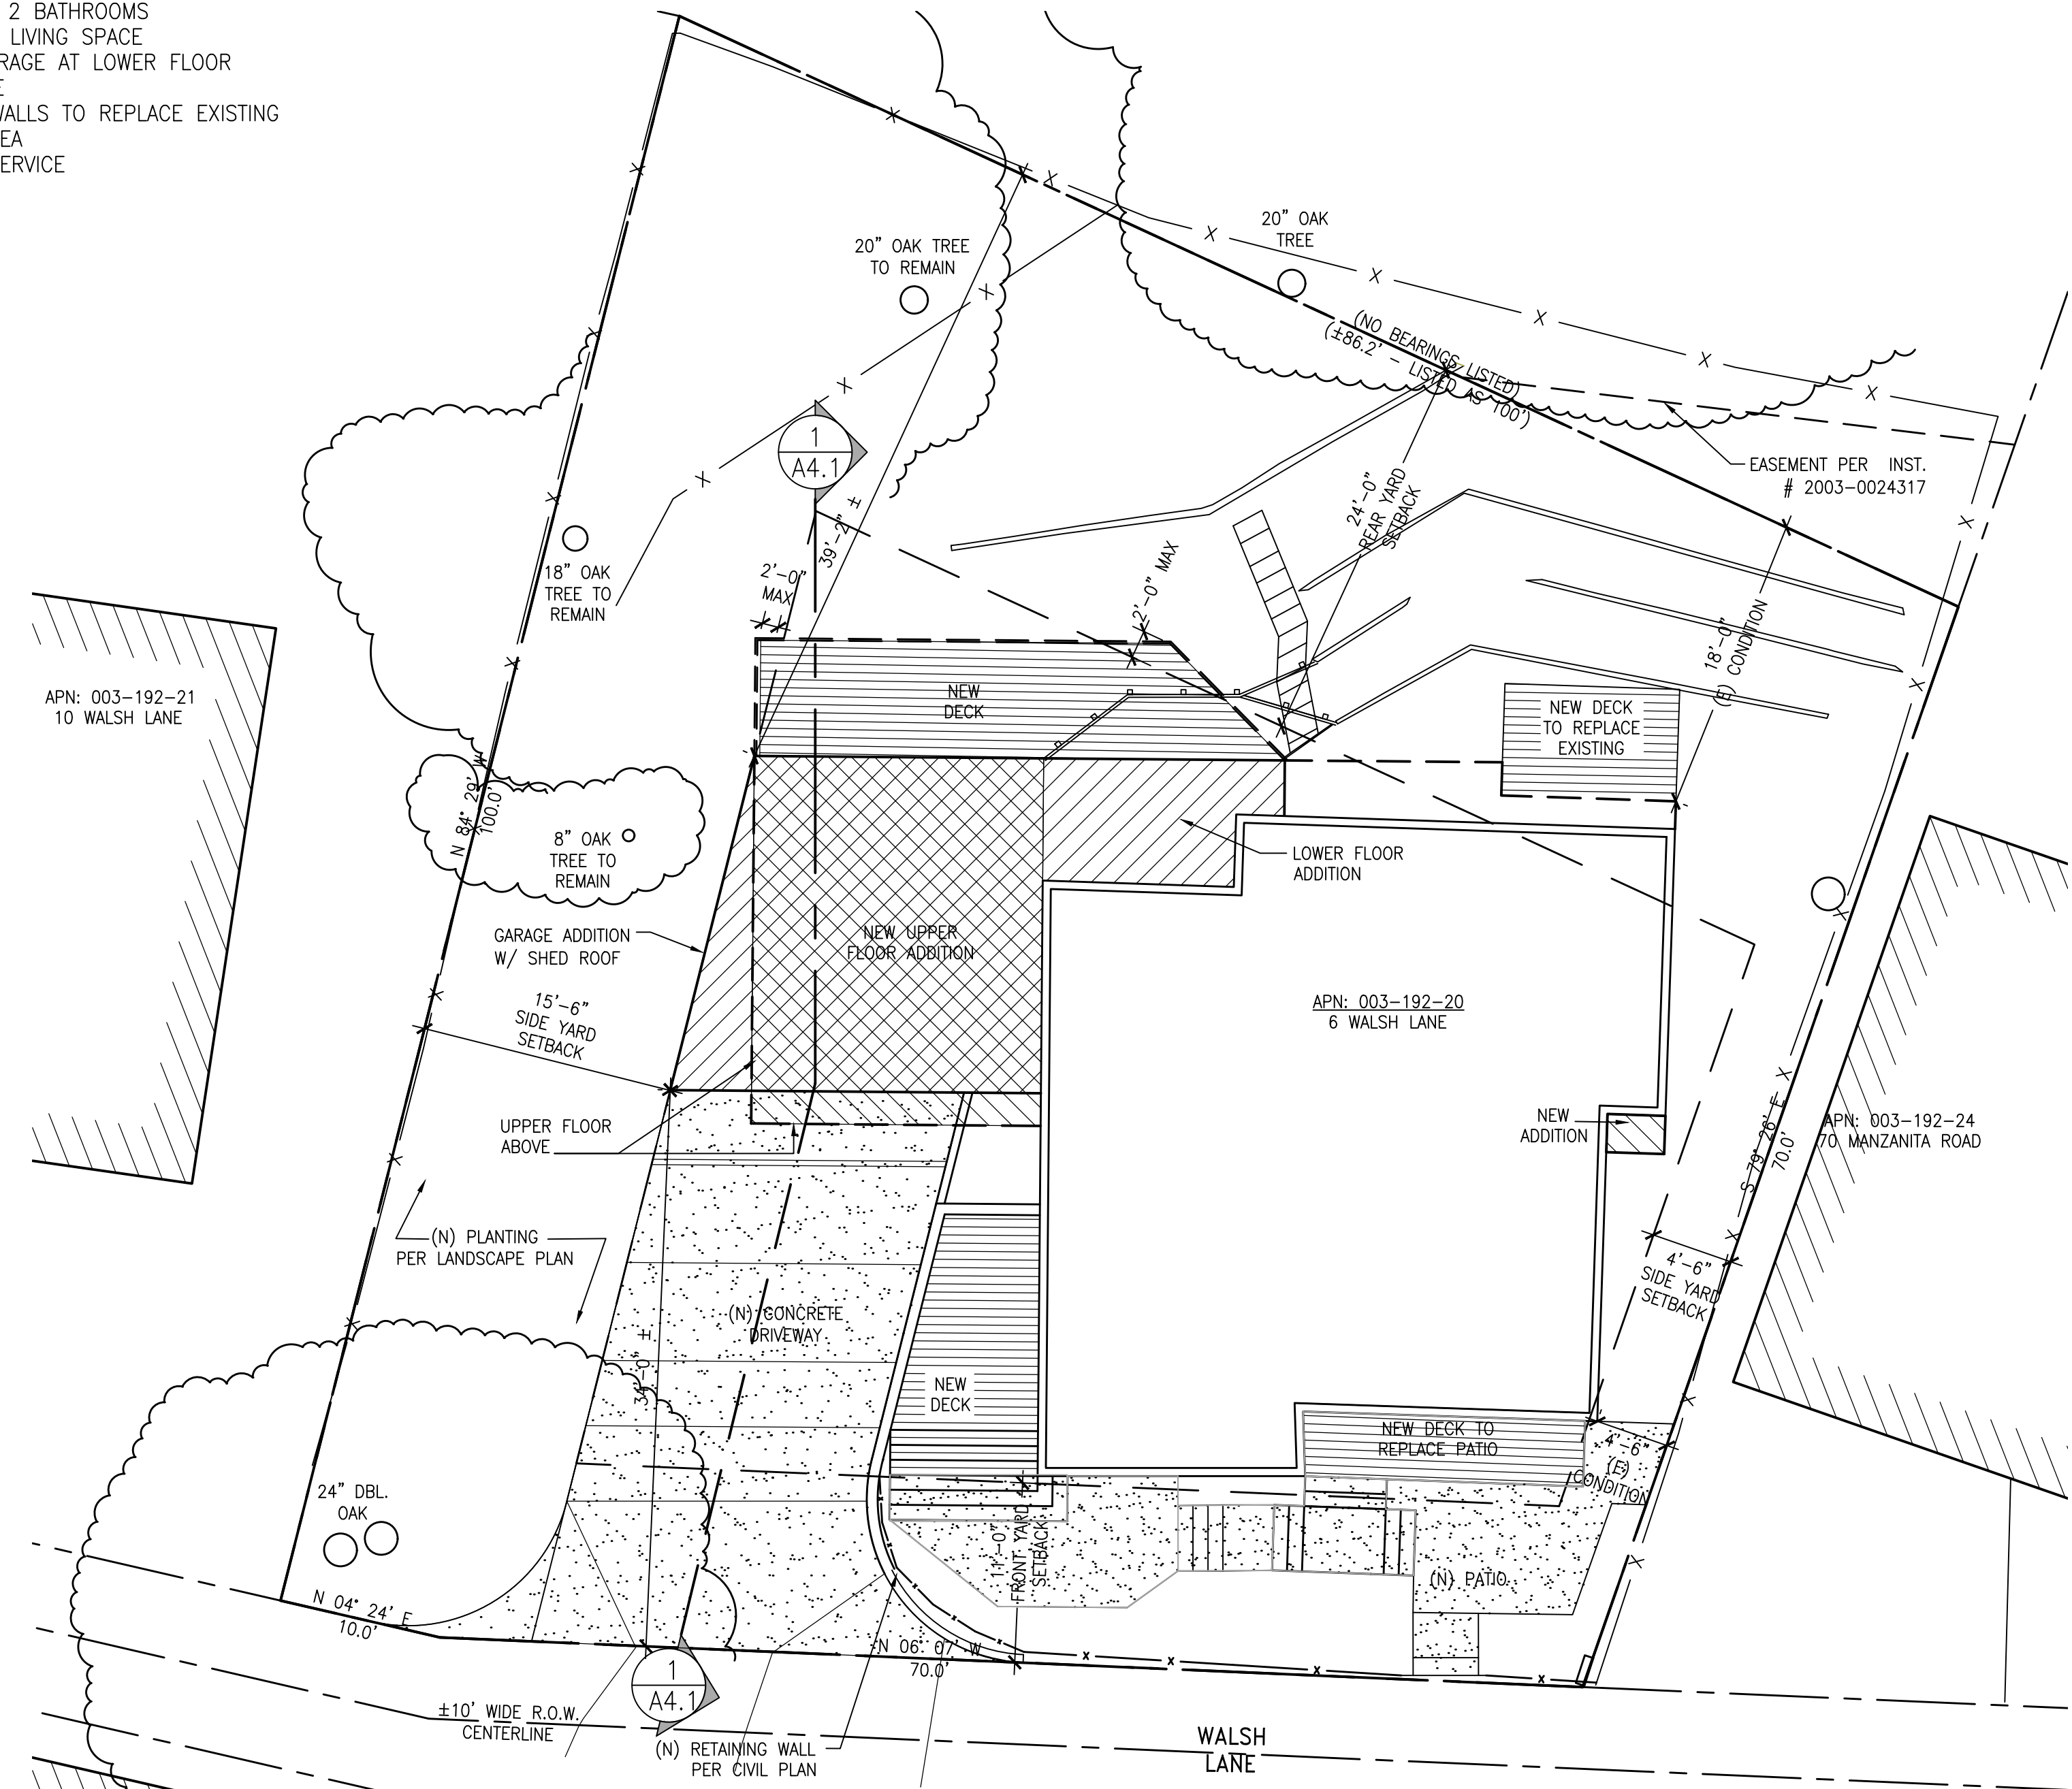 2 BATHROOMS
LIVING SPACE
RAGE AT LOWER FLOOR
E
WALLS TO REPLACE EXISTING
EA
ERVICE
20" OAK TREE
TO REMAIN
20" OAK
TREE
(NO BEARINGS LISTED)
(±86.2' - LISTED AS 100')
EASEMENT PER INST.
# 2003-0024317
1
A4.1
39'-2" ±
24'-0"
REAR YARD
SETBACK
18" OAK
TREE TO
REMAIN
2'-0"
MAX
2'-0" MAX
18'-0"
(E) CONDITION
APN: 003-192-21
10 WALSH LANE
NEW
DECK
NEW DECK
TO REPLACE
EXISTING
N 84° 29' W
100.0'
8" OAK
TREE TO
REMAIN
LOWER FLOOR
ADDITION
GARAGE ADDITION
W/ SHED ROOF
NEW UPPER
FLOOR ADDITION
15'-6"
SIDE YARD
SETBACK
APN: 003-192-20
6 WALSH LANE
UPPER FLOOR
ABOVE
NEW
ADDITION
APN: 003-192-24
70 MANZANITA ROAD
S 79° 26' E
70.0'
(N) PLANTING
PER LANDSCAPE PLAN
4'-6"
SIDE YARD
SETBACK
(N) CONCRETE
DRIVEWAY
34'-0" ±
NEW
DECK
NEW DECK TO
REPLACE PATIO
4'-6"
(E)
CONDITION
24" DBL.
OAK
11'-0"
FRONT YARD
SETBACK
(N) PATIO
N 04° 24' E
10.0'
N 06° 07' W
70.0'
1
A4.1
±10' WIDE R.O.W.
CENTERLINE
(N) RETAINING WALL
PER CIVIL PLAN
WALSH
LANE